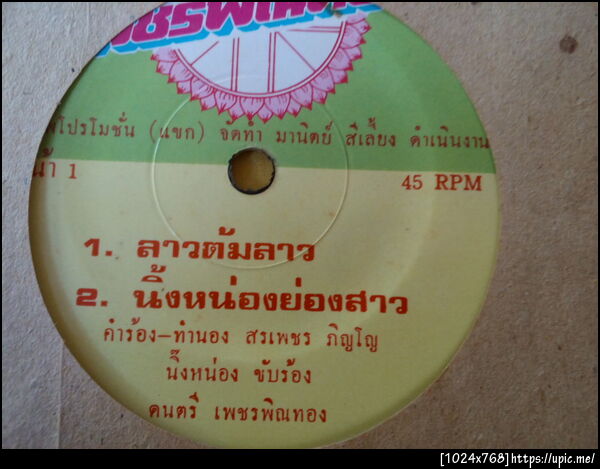 โปรโมชั่น (แขก) จัดทำ มานิตย์ สีเลี้ยง ดำเนินงาน
น้า 1
45 RPM
1. ลาวต้มลาว
2. นิ้งหน่องย่องสาว
คำร้อง-ทำนอง สรเพชร ภิญโญ
นิ๊งหน่อง ขับร้อง
ดนตรี เพชรพิณทอง
[1024x768]https://upic.me/